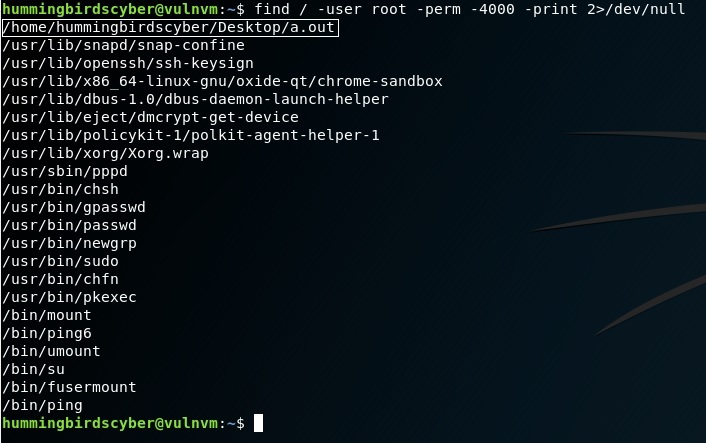 hummingbirdscyber@vulnvm:~$ find / -user root -perm -4000 -print 2>/dev/null
/home/hummingbirdscyber/Desktop/a.out
/usr/lib/snapd/snap-confine
/usr/lib/openssh/ssh-keysign
/usr/lib/x86_64-linux-gnu/oxide-qt/chrome-sandbox
/usr/lib/dbus-1.0/dbus-daemon-launch-helper
/usr/lib/eject/dmcrypt-get-device
/usr/lib/policykit-1/polkit-agent-helper-1
/usr/lib/xorg/Xorg.wrap
/usr/sbin/pppd
/usr/bin/chsh
/usr/bin/gpasswd
/usr/bin/passwd
/usr/bin/newgrp
/usr/bin/sudo
/usr/bin/chfn
/usr/bin/pkexec
/bin/mount
/bin/ping6
/bin/umount
/bin/su
/bin/fusermount
/bin/ping
hummingbirdscyber@vulnvm:~$